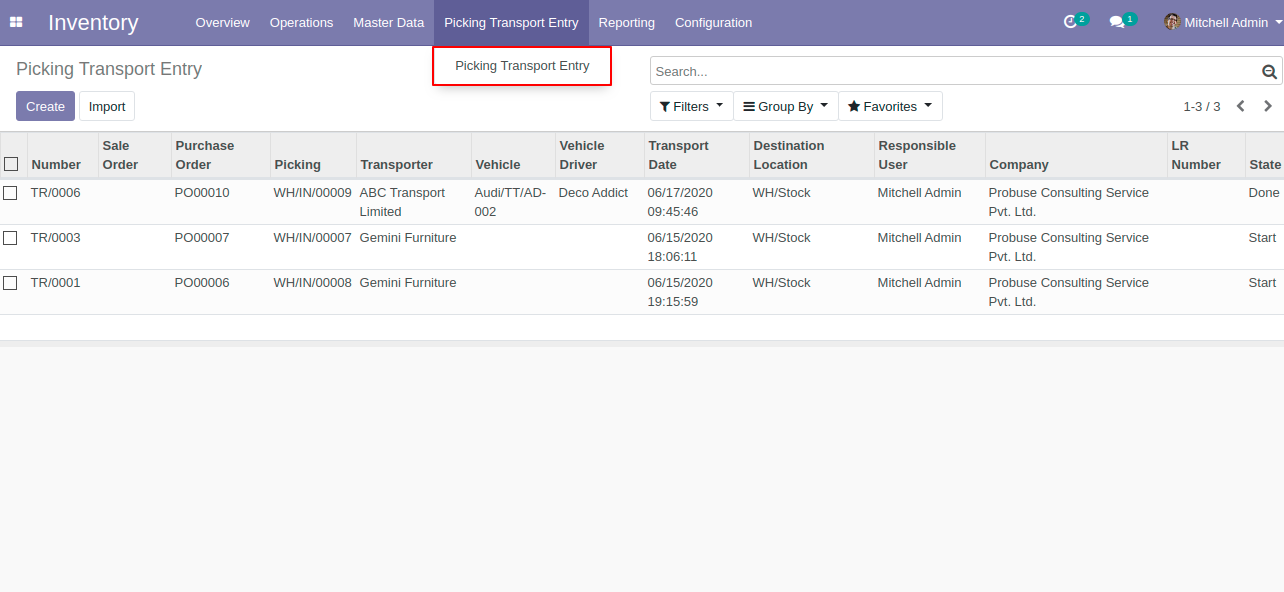 Inventory Overview Operations Master Data Picking Transport Entry Reporting Configuration 2 1 Mitchell Admin
Picking Transport Entry
Picking Transport Entry
Search...
Create Import
Filters Group By Favorites 1-3 / 3
Number Sale Order Purchase Order Picking Transporter Vehicle Vehicle Driver Transport Date Destination Location Responsible User Company LR Number State
TR/0006 PO00010 WH/IN/00009 ABC Transport Audi/TT/AD- Deco Addict 06/17/2020 WH/Stock Mitchell Admin Probuse Consulting Service Done
Limited 002 09:45:46 Pvt. Ltd.
TR/0003 PO00007 WH/IN/00007 Gemini Furniture 06/15/2020 WH/Stock Mitchell Admin Probuse Consulting Service Start
18:06:11 Pvt. Ltd.
TR/0001 PO00006 WH/IN/00008 Gemini Furniture 06/15/2020 WH/Stock Mitchell Admin Probuse Consulting Service Start
19:15:59 Pvt. Ltd.